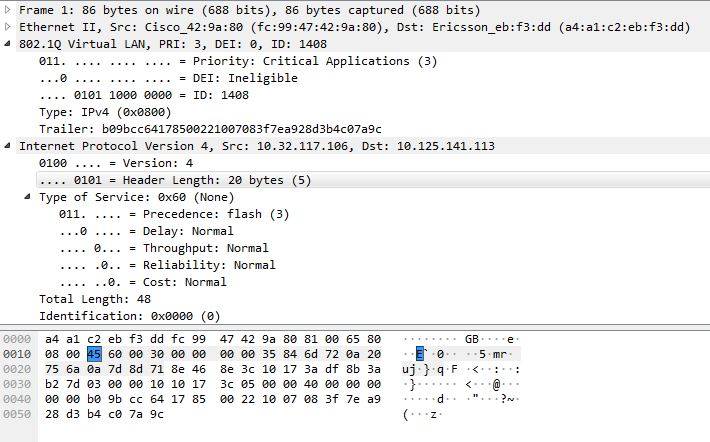 Frame 1: 86 bytes on wire (688 bits), 86 bytes captured (688 bits)
Ethernet II, Src: Cisco_42:9a:80 (fc:99:47:42:9a:80), Dst: Ericsson_eb:f3:dd (a4:a1:c2:eb:f3:dd)
802.1Q Virtual LAN, PRI: 3, DEI: 0, ID: 1408
011. .... .... .... = Priority: Critical Applications (3)
...0 .... .... .... = DEI: Ineligible
.... 0101 1000 0000 = ID: 1408
Type: IPv4 (0x0800)
Trailer: b09bcc64178500221007083f7ea928d3b4c07a9c
Internet Protocol Version 4, Src: 10.32.117.106, Dst: 10.125.141.113
0100 .... = Version: 4
.... 0101 = Header Length: 20 bytes (5)
Type of Service: 0x60 (None)
011. .... = Precedence: flash (3)
...0 .... = Delay: Normal
.... 0... = Throughput: Normal
.... .0.. = Reliability: Normal
.... ..0. = Cost: Normal
Total Length: 48
Identification: 0x0000 (0)
0000 a4 a1 c2 eb f3 dd fc 99 47 42 9a 80 81 00 65 80 ········ GB····e·
0010 08 00 45 60 00 30 00 00 00 00 35 84 6d 72 0a 20 ··E`·0·· ··5·mr·
0020 75 6a 0a 7d 8d 71 8e 46 8e 3c 10 17 3a df 8b 3a uj·}·q·F ·<··:··:
0030 b2 7d 03 00 00 10 10 17 3c 05 00 00 40 00 00 00 ·}······ <···@···
0040 00 00 b0 9b cc 64 17 85 00 22 10 07 08 3f 7e a9 ·····d·· ·"···?~·
0050 28 d3 b4 c0 7a 9c (···z·